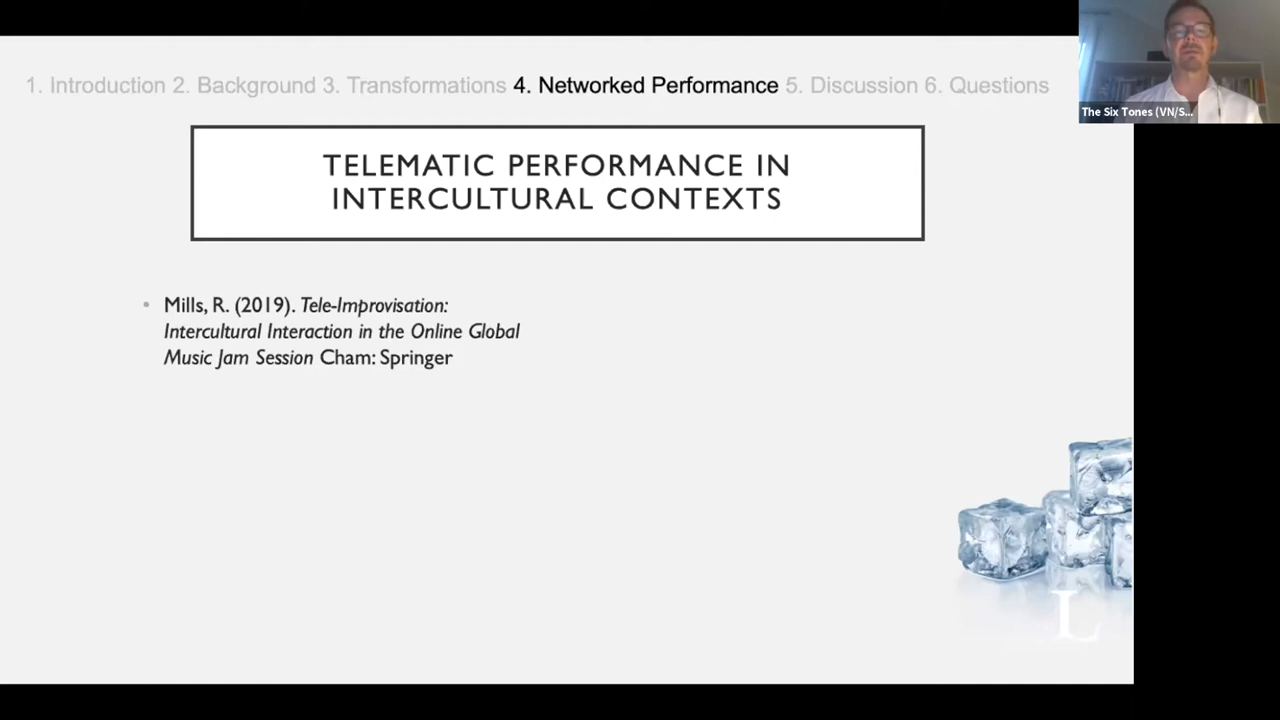 1. Introduction 2. Background 3. Transformations 4. Networked Performance 5. Discussion 6. Questions
The Six Tones (VN/S...
TELEMATIC PERFORMANCE IN
INTERCULTURAL CONTEXTS
• Mills, R. (2019). Tele-Improvisation:
Intercultural Interaction in the Online Global
Music Jam Session Cham: Springer
L